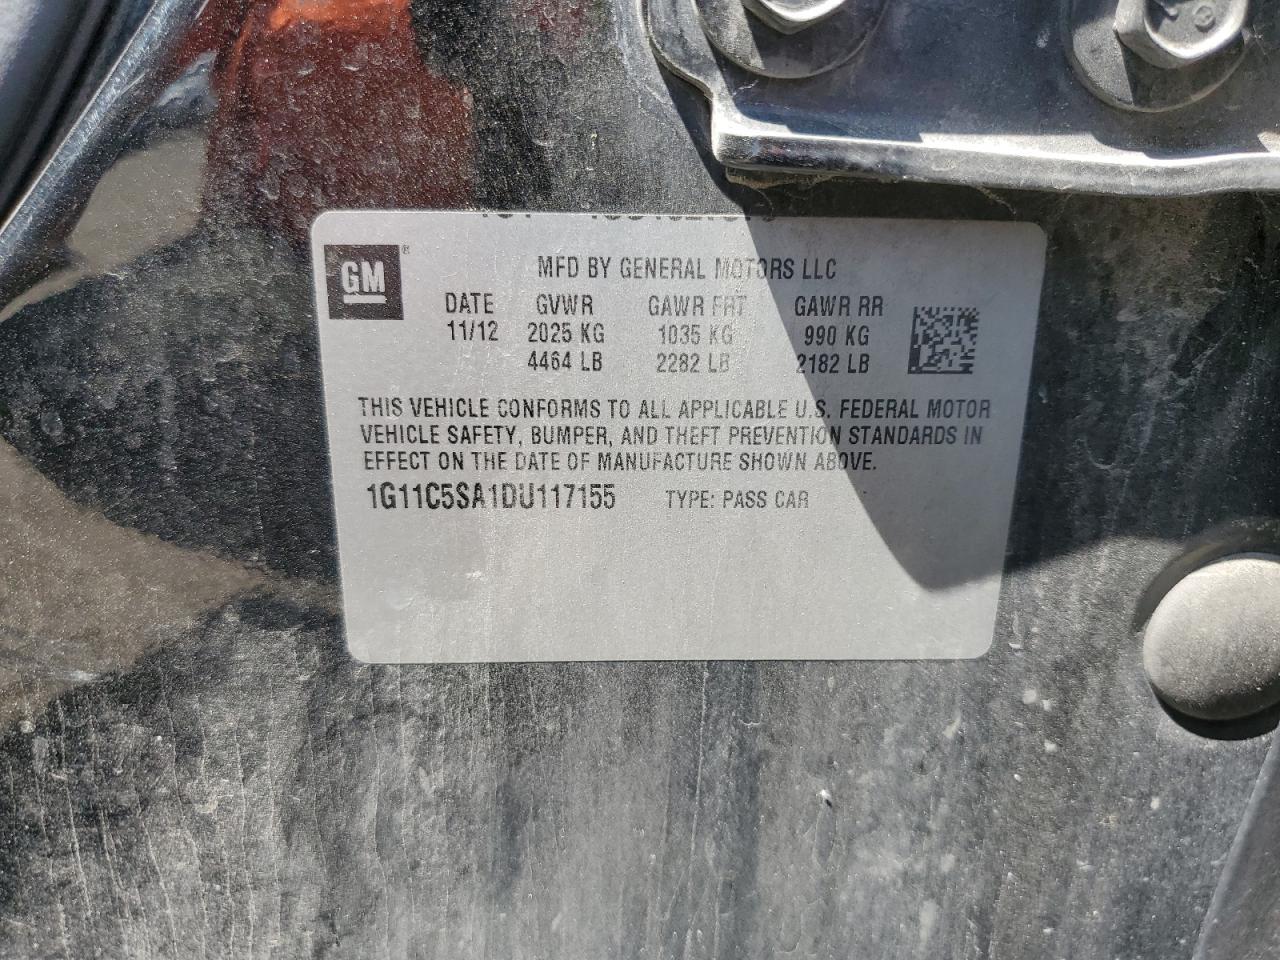 GM ®
MFD BY GENERAL MOTORS LLC
DATE GVWR GAWR FRT GAWR RR
11/12 2025 KG 1035 KG 990 KG
4464 LB 2282 LB 2182 LB
THIS VEHICLE CONFORMS TO ALL APPLICABLE U.S. FEDERAL MOTOR
VEHICLE SAFETY, BUMPER, AND THEFT PREVENTION STANDARDS IN
EFFECT ON THE DATE OF MANUFACTURE SHOWN ABOVE.
1G11C5SA1DU117155 TYPE: PASS CAR